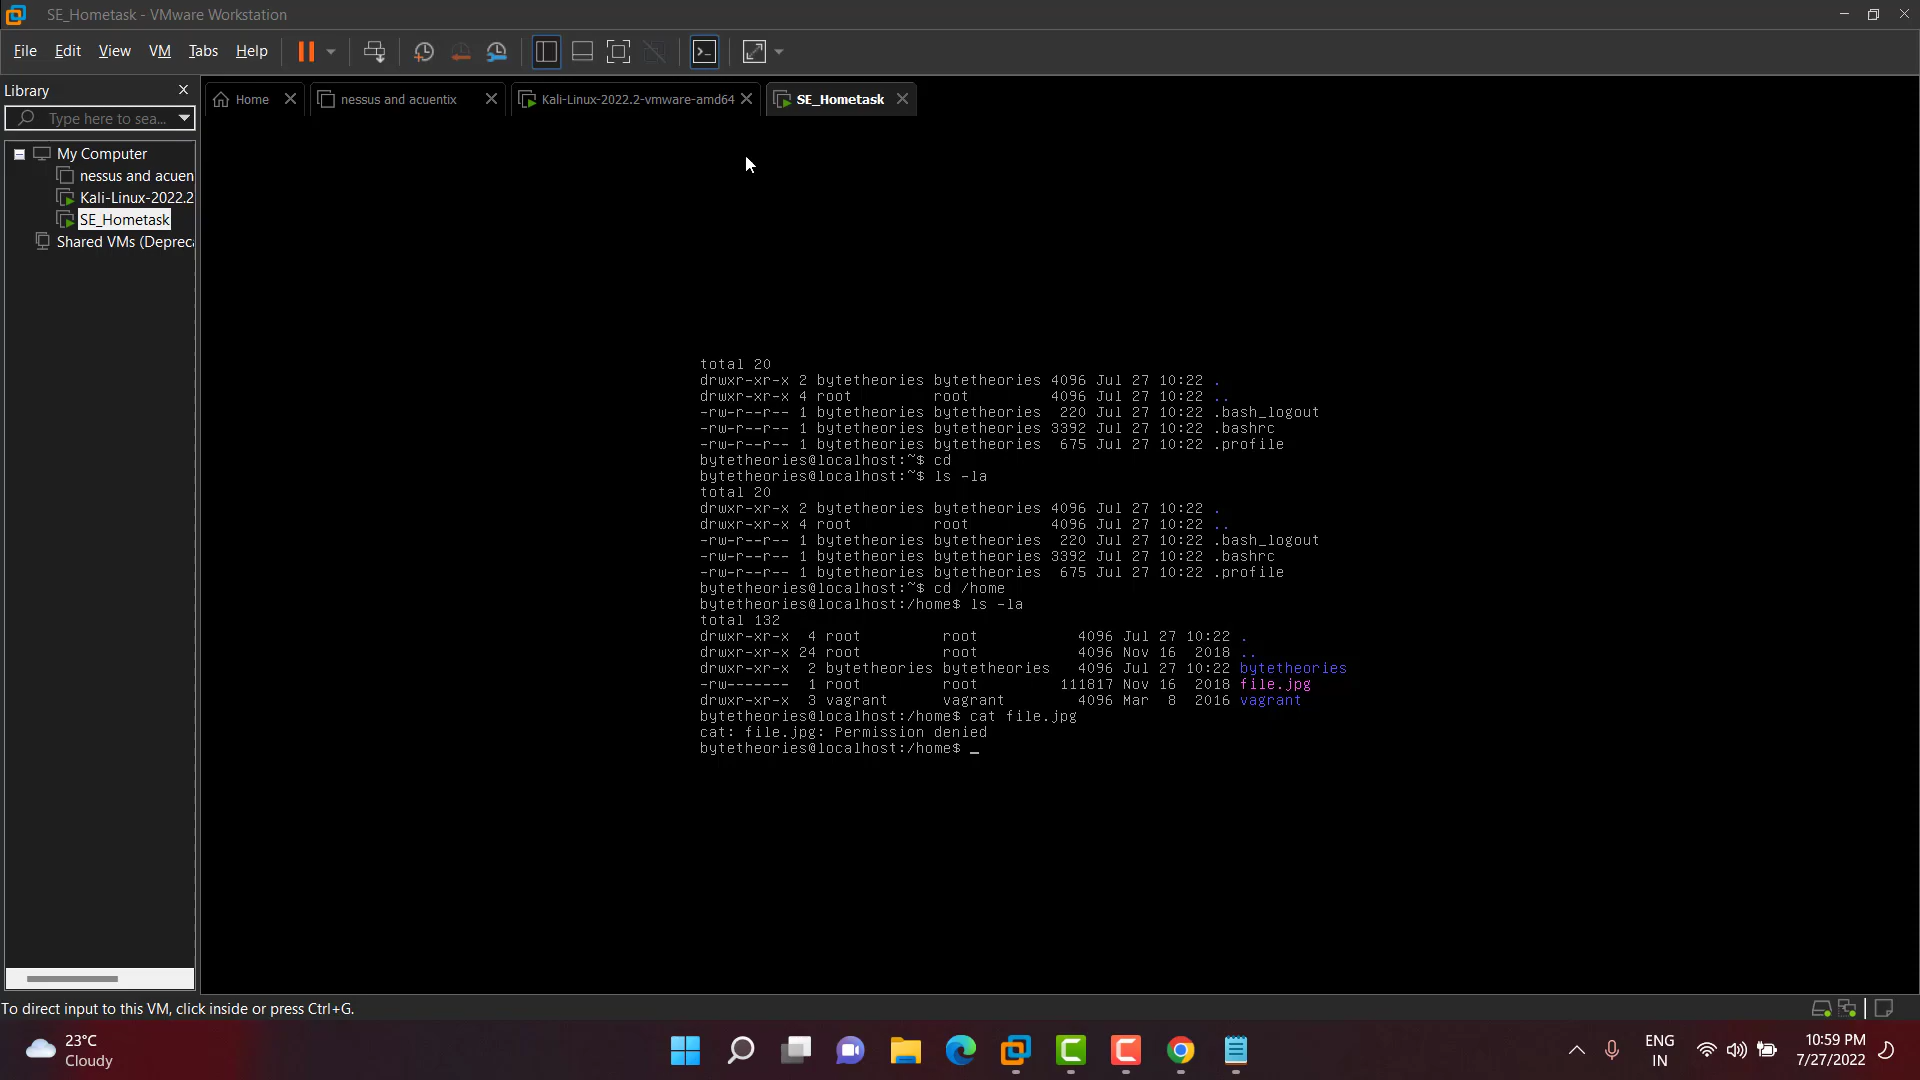 SE_Hometask - VMware Workstation
File Edit View VM Tabs Help
Library
Type here to sea...
My Computer
nessus and acuen
Kali-Linux-2022.2
SE_Hometask
Shared VMs (Depreca
Home
nessus and acuentix
Kali-Linux-2022.2-vmware-amd64
SE_Hometask
total 20
drwxr-xr-x 2 bytetheories bytetheories 4096 Jul 27 10:22 .
drwxr-xr-x 4 root         root         4096 Jul 27 10:22 ..
-rw-r--r-- 1 bytetheories bytetheories  220 Jul 27 10:22 .bash_logout
-rw-r--r-- 1 bytetheories bytetheories 3392 Jul 27 10:22 .bashrc
-rw-r--r-- 1 bytetheories bytetheories  675 Jul 27 10:22 .profile
bytetheories@localhost:~$ cd
bytetheories@localhost:~$ ls -la
total 20
drwxr-xr-x 2 bytetheories bytetheories 4096 Jul 27 10:22 .
drwxr-xr-x 4 root         root         4096 Jul 27 10:22 ..
-rw-r--r-- 1 bytetheories bytetheories  220 Jul 27 10:22 .bash_logout
-rw-r--r-- 1 bytetheories bytetheories 3392 Jul 27 10:22 .bashrc
-rw-r--r-- 1 bytetheories bytetheories  675 Jul 27 10:22 .profile
bytetheories@localhost:~$ cd /home
bytetheories@localhost:/home$ ls -la
total 132
drwxr-xr-x  4 root         root           4096 Jul 27 10:22 .
drwxr-xr-x 24 root         root           4096 Nov 16  2018 ..
drwxr-xr-x  2 bytetheories bytetheories   4096 Jul 27 10:22 bytetheories
-rw-------  1 root         root         111817 Nov 16  2018 file.jpg
drwxr-xr-x  3 vagrant      vagrant        4096 Mar  8  2016 vagrant
bytetheories@localhost:/home$ cat file.jpg
cat: file.jpg: Permission denied
bytetheories@localhost:/home$ _
To direct input to this VM, click inside or press Ctrl+G.
23°C
Cloudy
ENG
IN
10:59 PM
7/27/2022